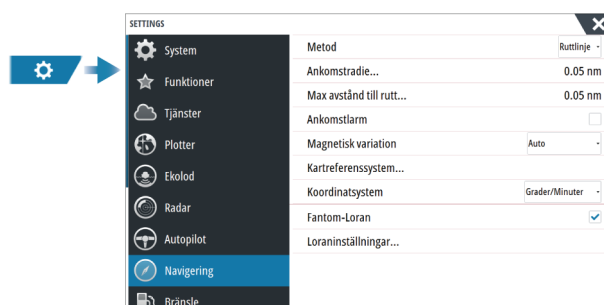 SETTINGS
System
Funktioner
Tjänster
Plotter
Ekolod
Radar
Autopilot
Navigering
Bränsle
Metod Ruttlinje
Ankomstradie... 0.05 nm
Max avstånd till rutt... 0.05 nm
Ankomstlarm
Magnetisk variation Auto
Kartreferenssystem...
Koordinatsystem Grader/Minuter
Fantom-Loran
Loraninställningar...